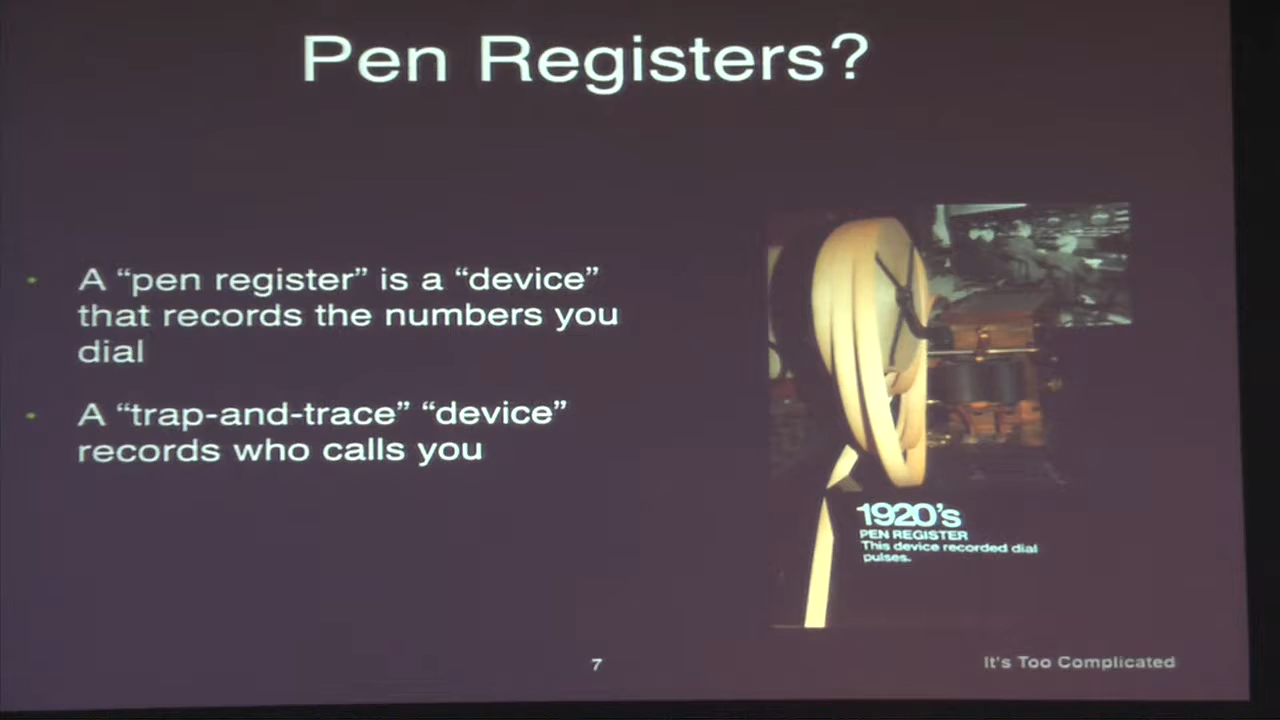 Pen Registers?
A “pen register” is a “device”
that records the numbers you
dial
A “trap-and-trace” “device”
records who calls you
1920's
PEN REGISTER
This device recorded dial
pulses.
7
It's Too Complicated